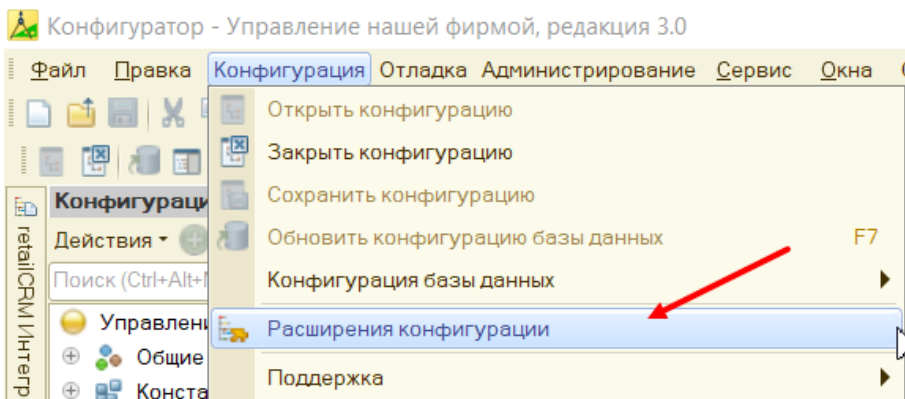 Конфигуратор - Управление нашей фирмой, редакция 3.0
Файл Правка Конфигурация Отладка Администрирование Сервис Окна
Открыть конфигурацию
Закрыть конфигурацию
Сохранить конфигурацию
Обновить конфигурацию базы данных F7
Конфигурация базы данных
Расширения конфигурации
Поддержка
Конфигураци
Действия
Поиск (Ctrl+Alt+
Управлени
Общие
Конста
retailCRM Интегр